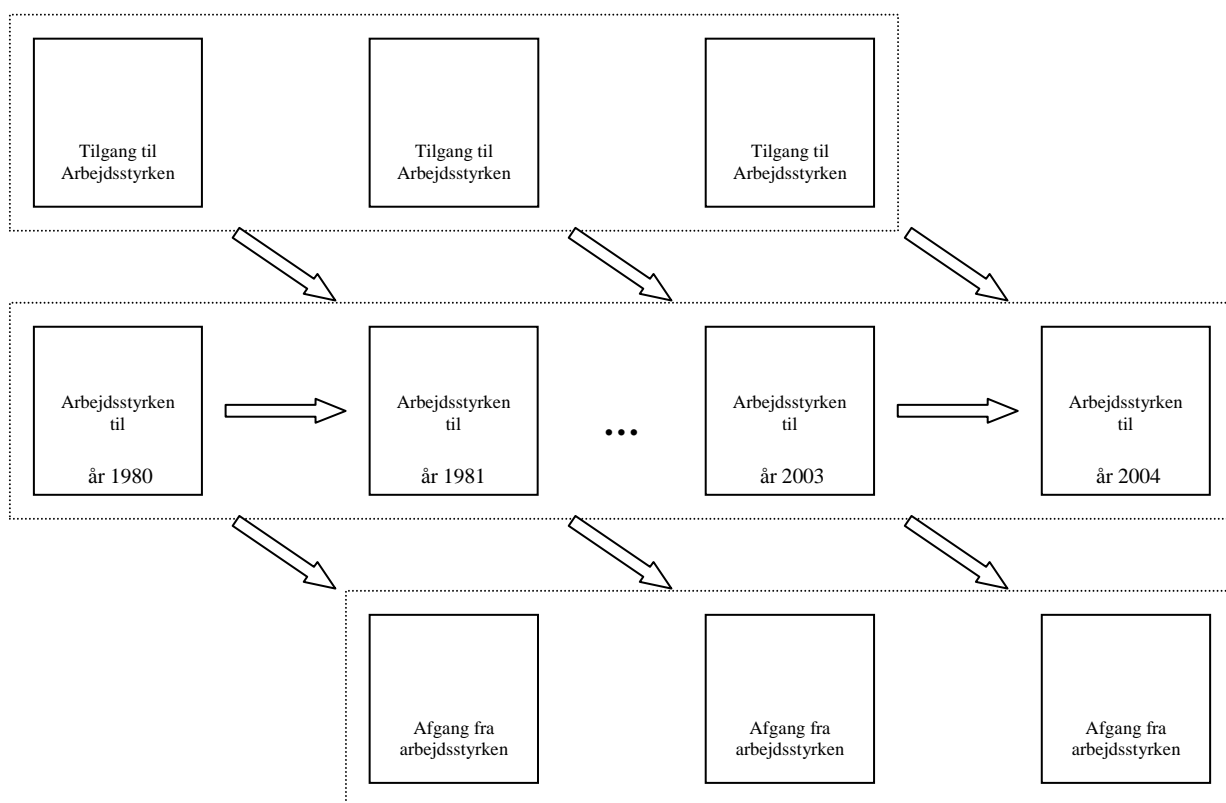 Tilgang til
Arbejdsstyrken
Tilgang til
Arbejdsstyrken
Tilgang til
Arbejdsstyrken
Arbejdsstyrken
til
år 1980
Arbejdsstyrken
til
år 1981
...
Arbejdsstyrken
til
år 2003
Arbejdsstyrken
til
år 2004
Afgang fra
arbejdsstyrken
Afgang fra
arbejdsstyrken
Afgang fra
arbejdsstyrken